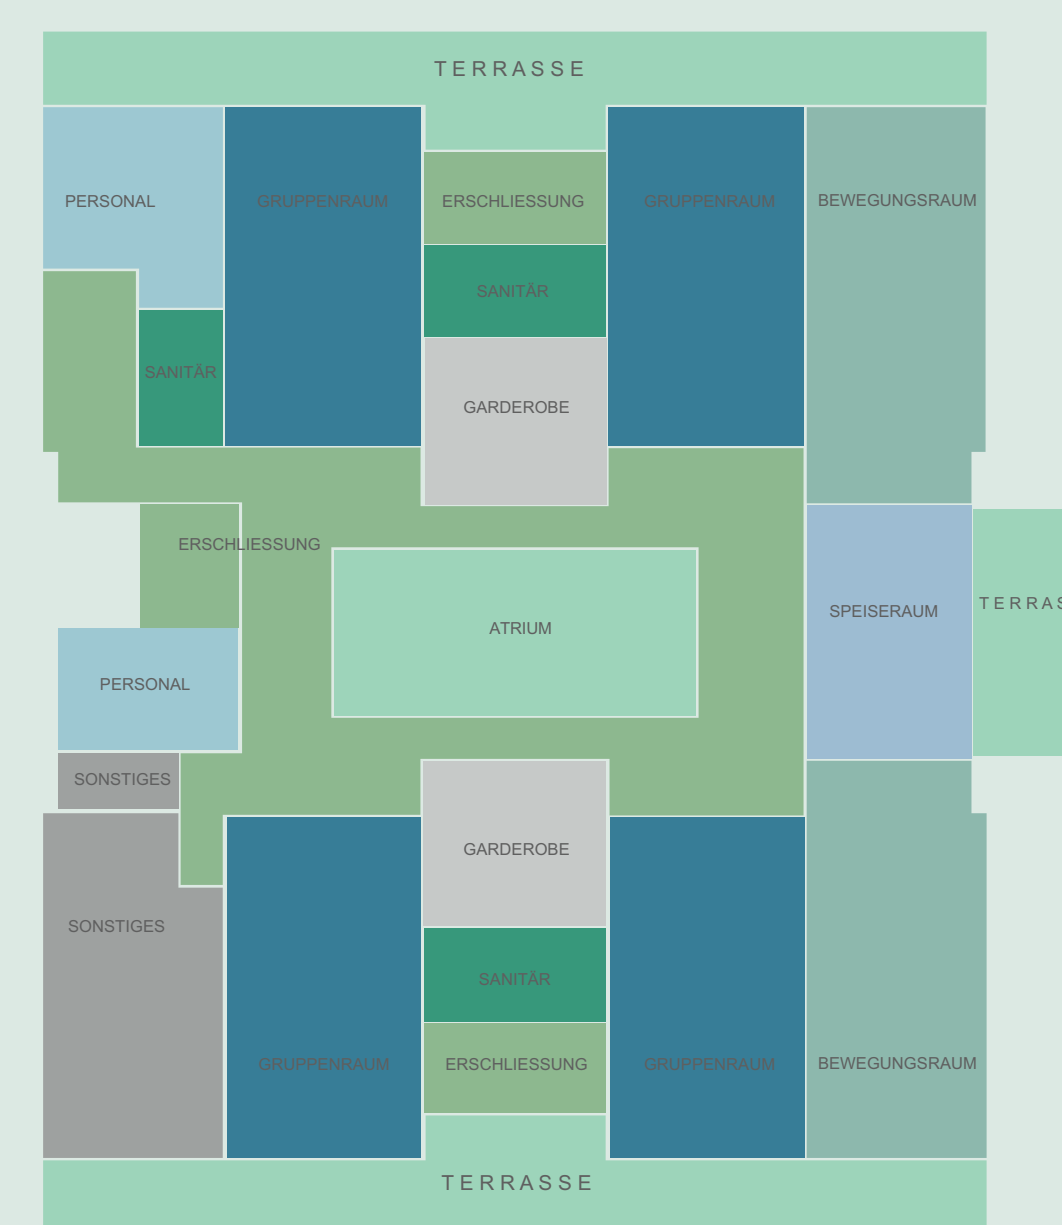 TERRASSE
PERSONAL
GRUPPENRAUM
ERSCHLIESSUNG
GRUPPENRAUM
BEWEGUNGSRAUM
SANITÄR
SANITÄR
GARDEROBE
ERSCHLIESSUNG
ATRIUM
SPEISERAUM
TERRAS
PERSONAL
SONSTIGES
GARDEROBE
SONSTIGES
SANITÄR
GRUPPENRAUM
ERSCHLIESSUNG
GRUPPENRAUM
BEWEGUNGSRAUM
TERRASSE